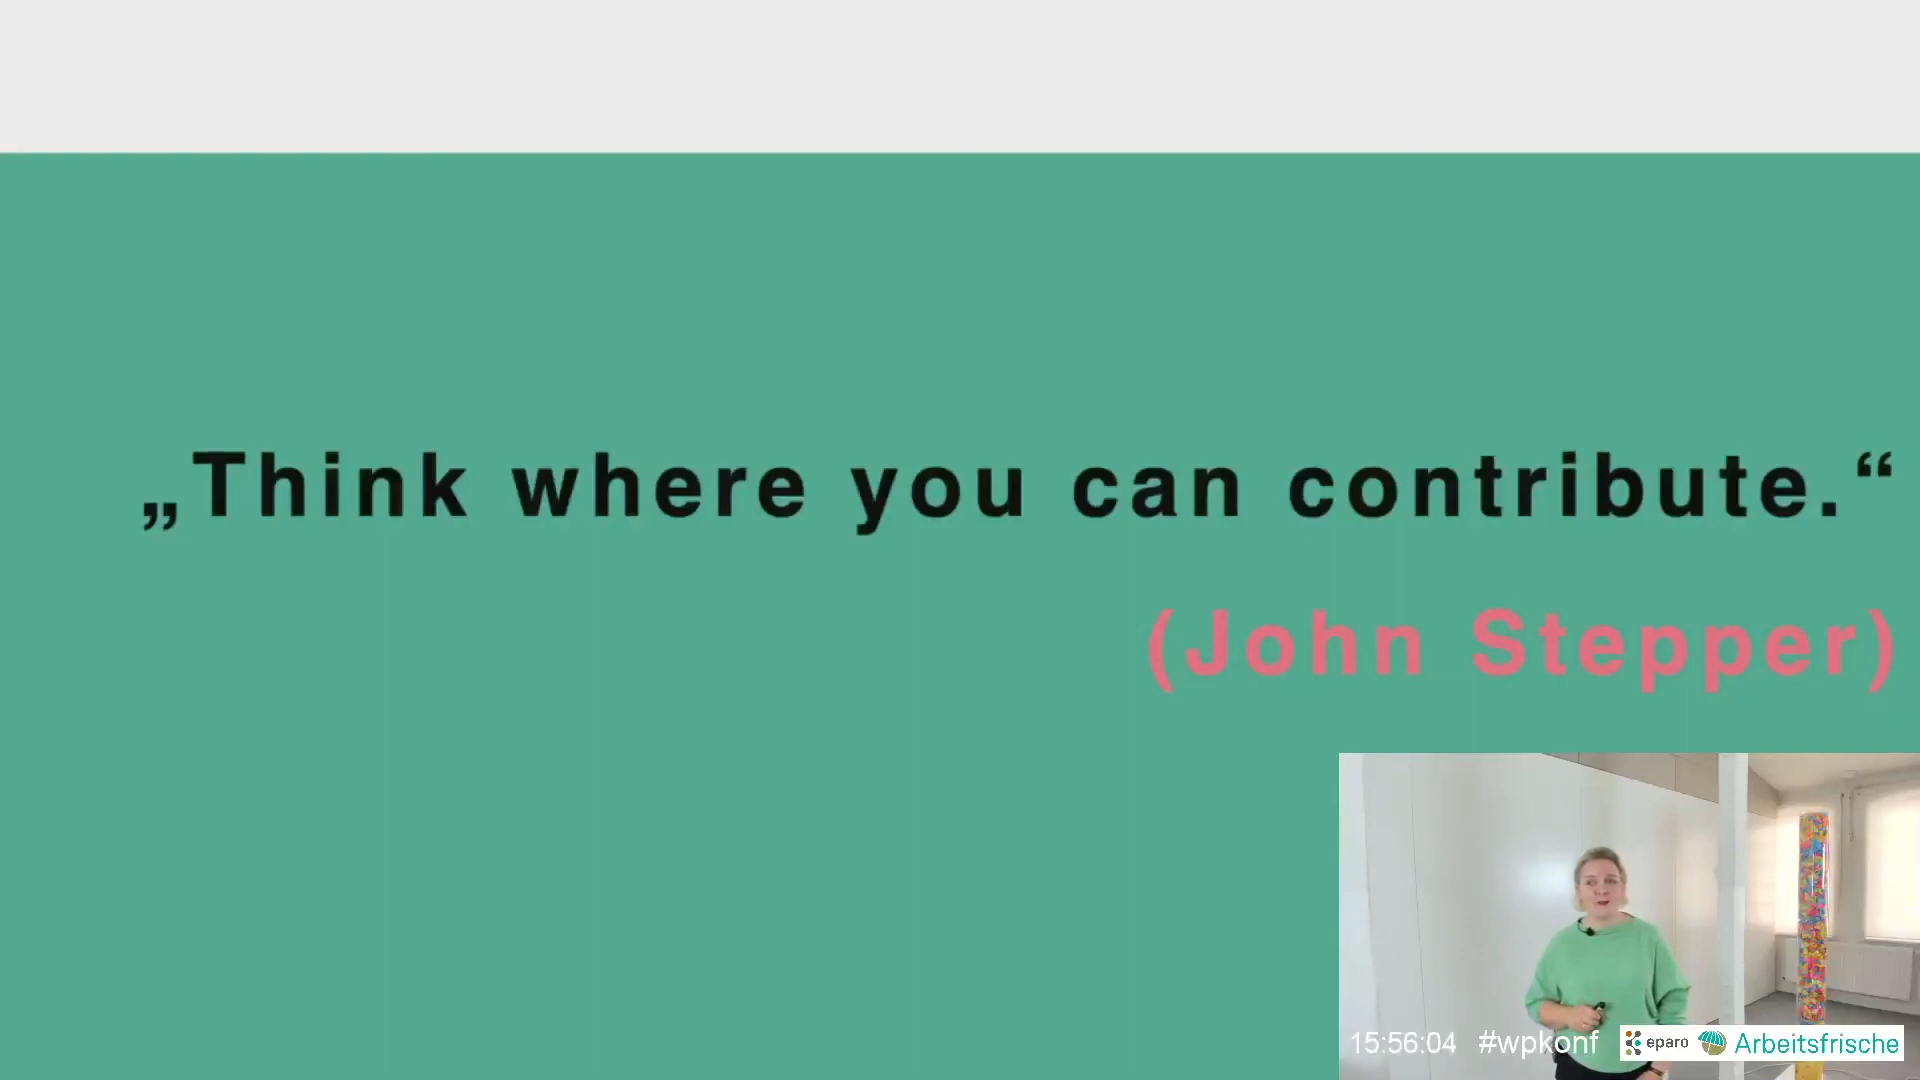 „Think where you can contribute.“
(John Stepper)
15:56:04 #wpkonf eparo Arbeitsfrische